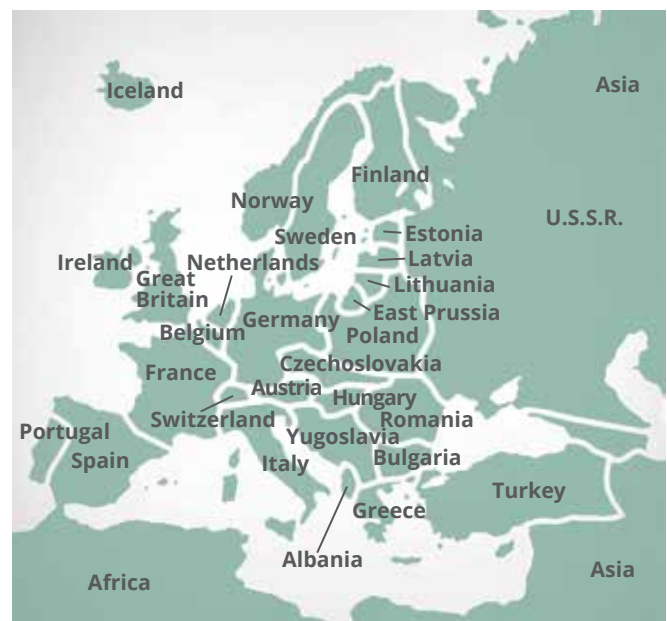 Iceland
Asia
Finland
Norway
U.S.S.R.
Sweden
Estonia
Ireland
Netherlands
Latvia
Great
Britain
Lithuania
East Prussia
Belgium
Germany
Poland
Czechoslovakia
France
Austria
Hungary
Switzerland
Romania
Portugal
Yugoslavia
Spain
Italy
Bulgaria
Turkey
Greece
Albania
Africa
Asia